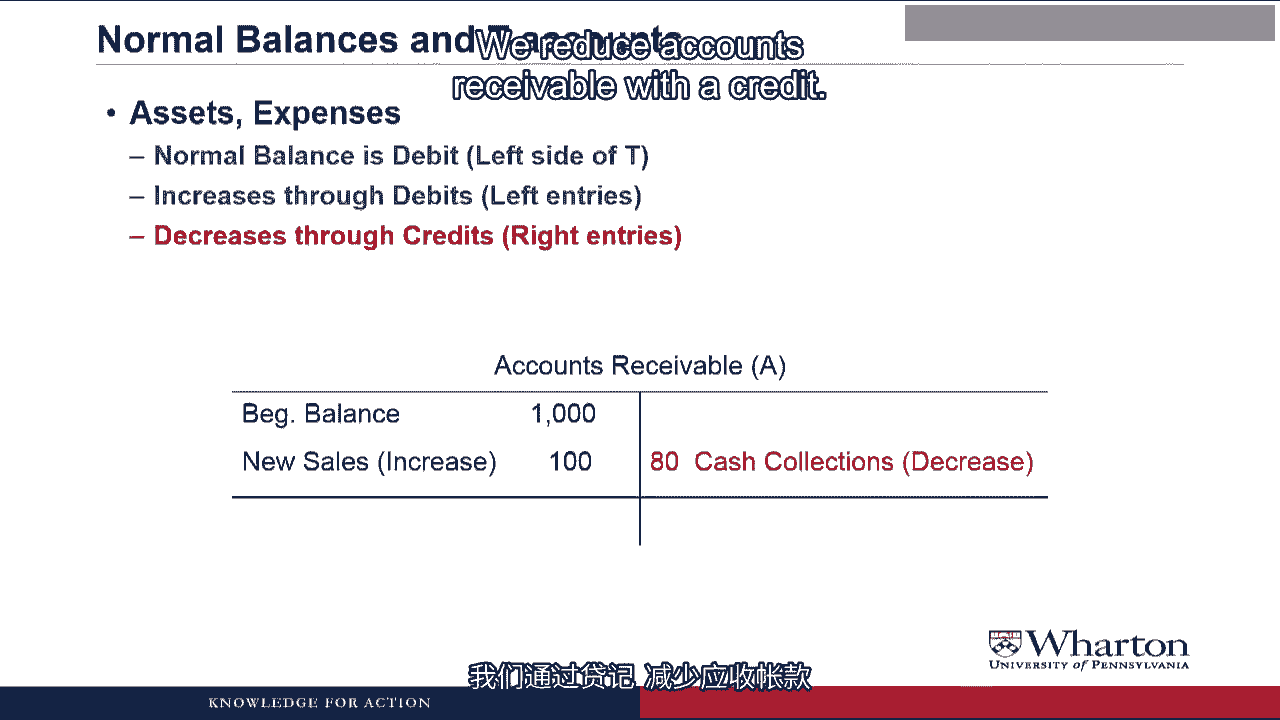 Normal Balances and T-accounts
We reduce accounts
receivable with a credit.
• Assets, Expenses
– Normal Balance is Debit (Left side of T)
– Increases through Debits (Left entries)
– Decreases through Credits (Right entries)
Accounts Receivable (A)
Beg. Balance 1,000
New Sales (Increase) 100 80 Cash Collections (Decrease)
Wharton
UNIVERSITY of PENNSYLVANIA
我们通过贷记 减少应收帐款
KNOWLEDGE FOR ACTION